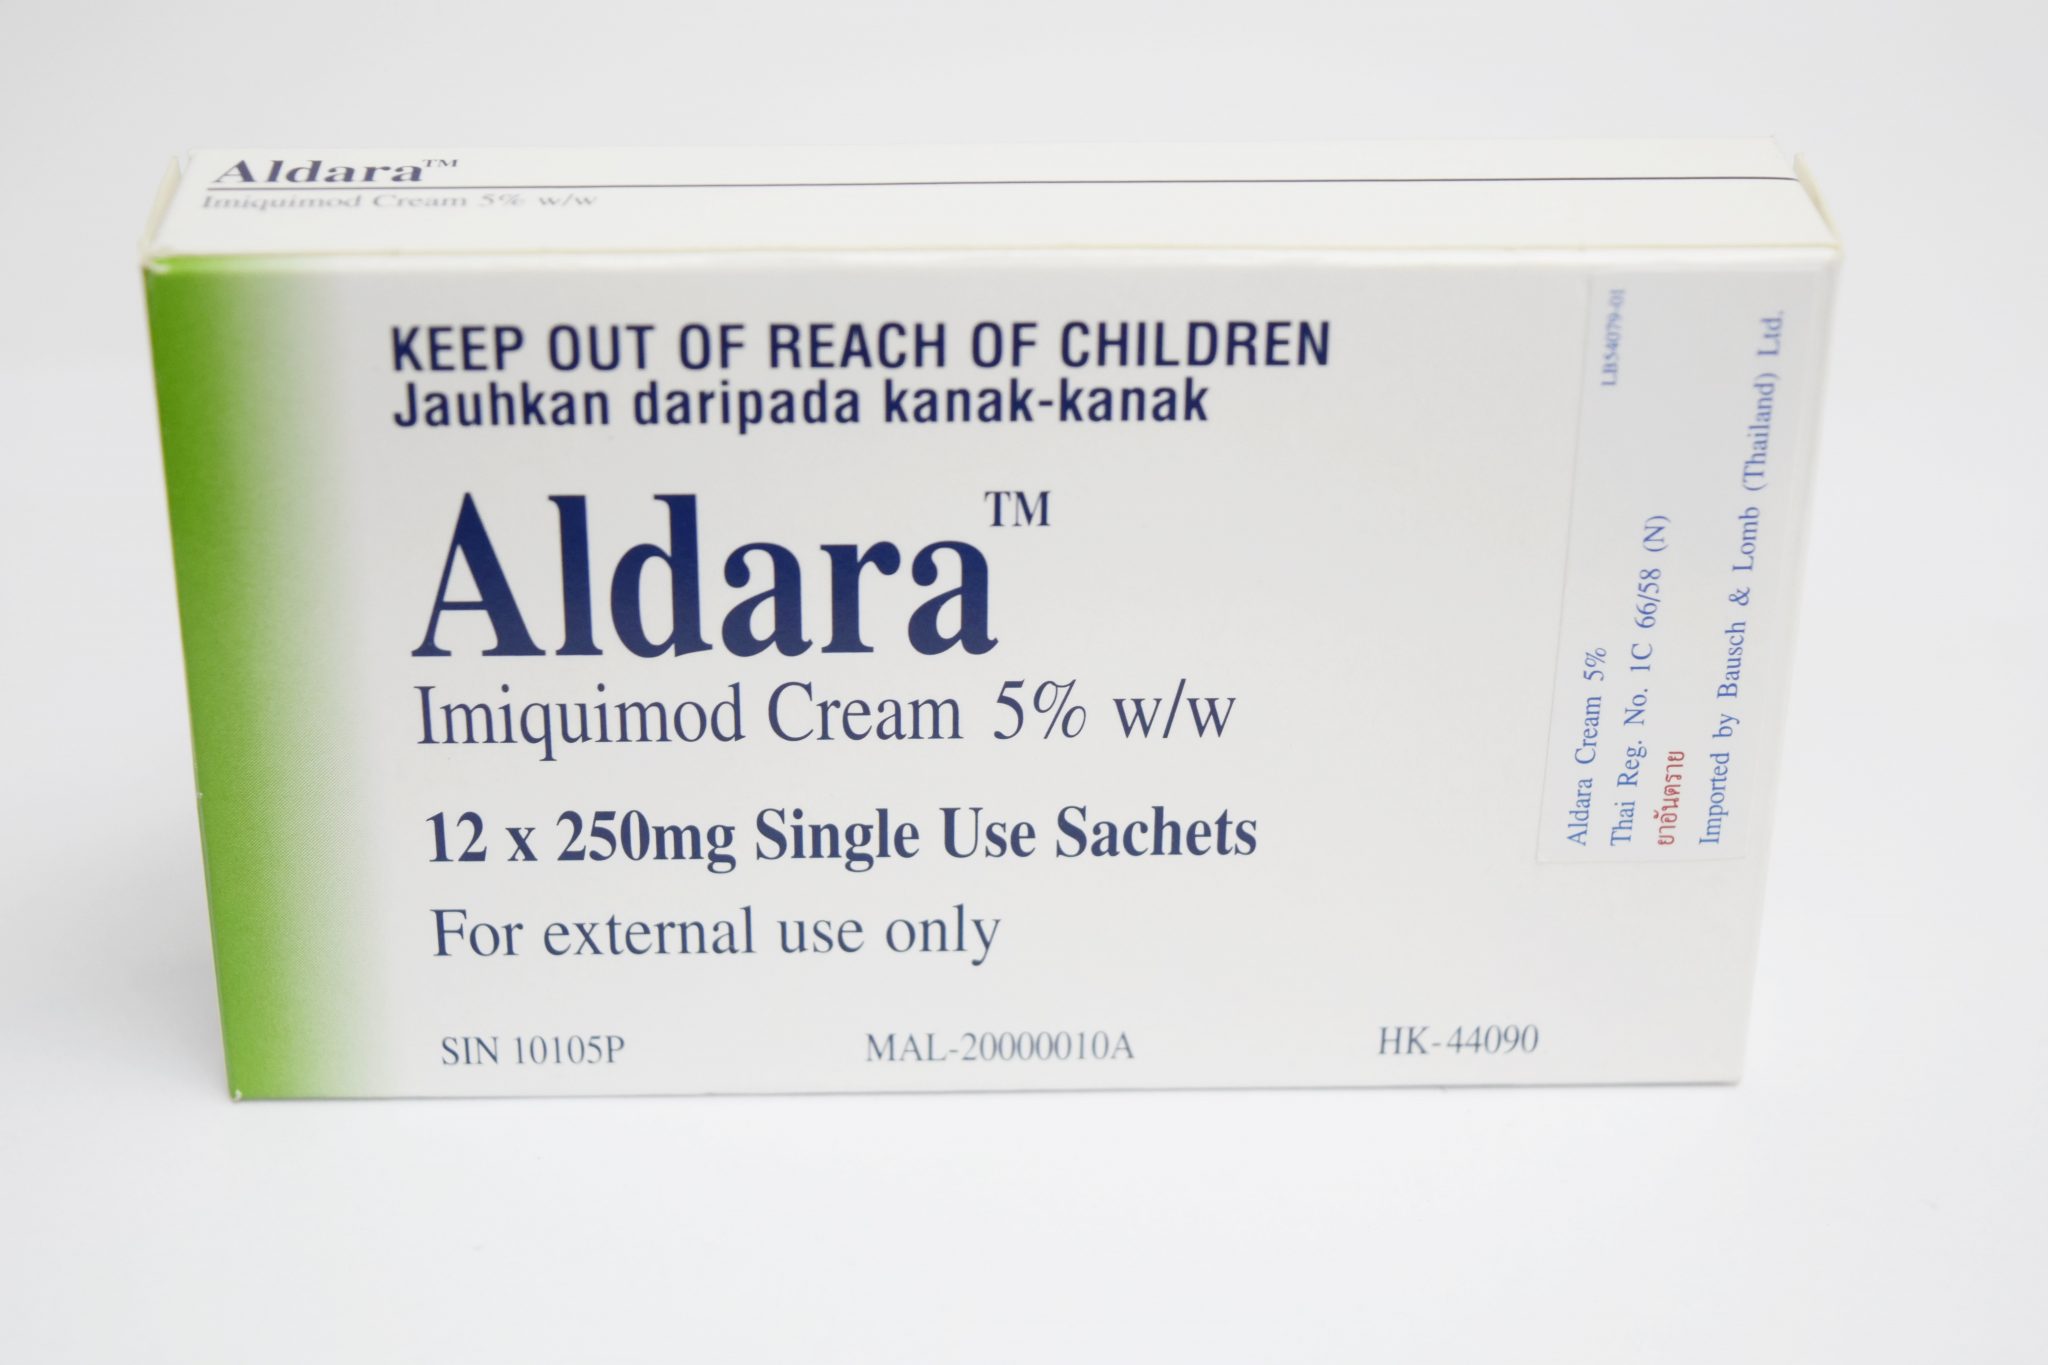 Aldara™
Imiquimod Cream 5% w/w
KEEP OUT OF REACH OF CHILDREN
Jauhkan daripada kanak-kanak
Aldara™
Imiquimod Cream 5% w/w
12 x 250mg Single Use Sachets
For external use only
SIN 10105P
MAL-20000010A
HK-44090
LB54079-01
Aldara Cream 5%
Thai Reg. No. 1C 66/58 (N)
ยาอันตราย
Imported by Bausch & Lomb (Thailand) Ltd.